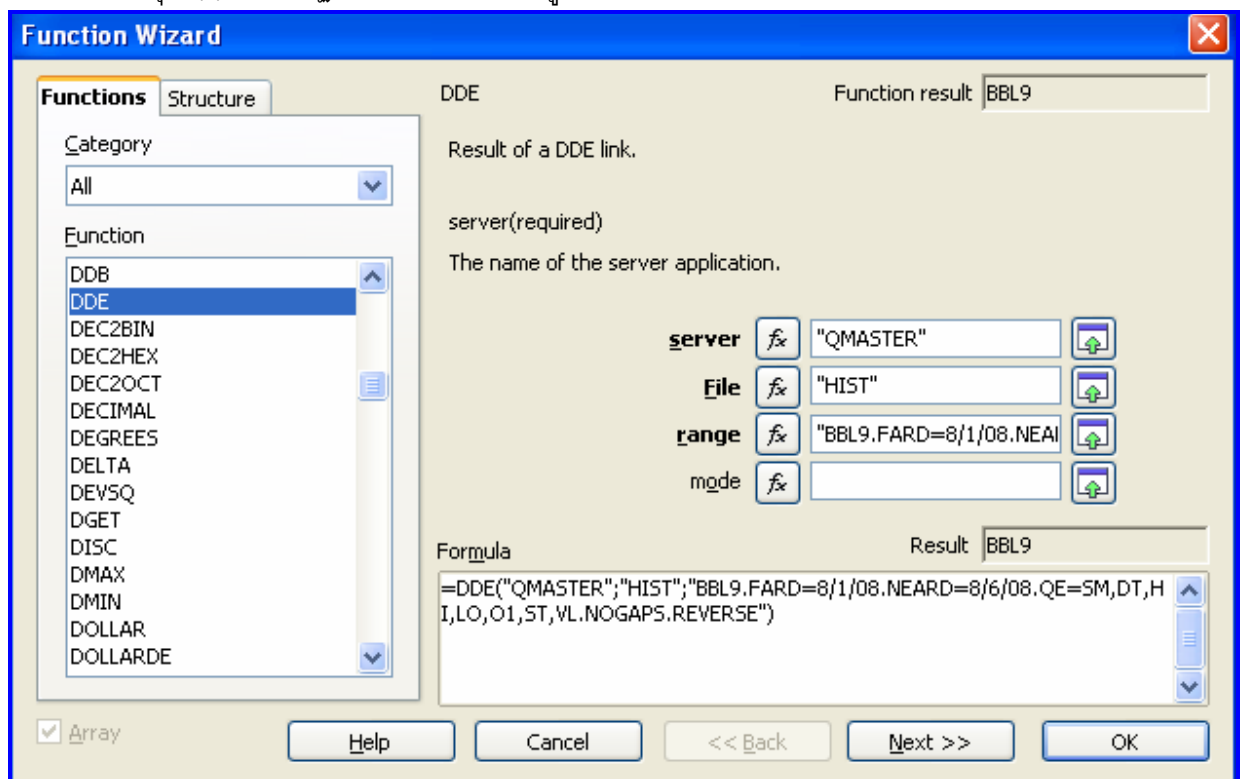 Function Wizard
Functions
Structure
Category
All
Function
DDB
DDE
DEC2BIN
DEC2HEX
DEC2OCT
DECIMAL
DEGREES
DELTA
DEVSQ
DGET
DISC
DMAX
DMIN
DOLLAR
DOLLARDE
DDE
Function result BBL9
Result of a DDE link.
server(required)
The name of the server application.
server fx "QMASTER"
File fx "HIST"
range fx "BBL9.FARD=8/1/08.NEAI
mode fx
Formula
Result BBL9
=DDE("QMASTER";"HIST";"BBL9.FARD=8/1/08.NEARD=8/6/08.QE=SM,DT,H
I,LO,O1,ST,VL.NOGAPS.REVERSE")
Array
Help
Cancel
<< Back
Next >>
OK